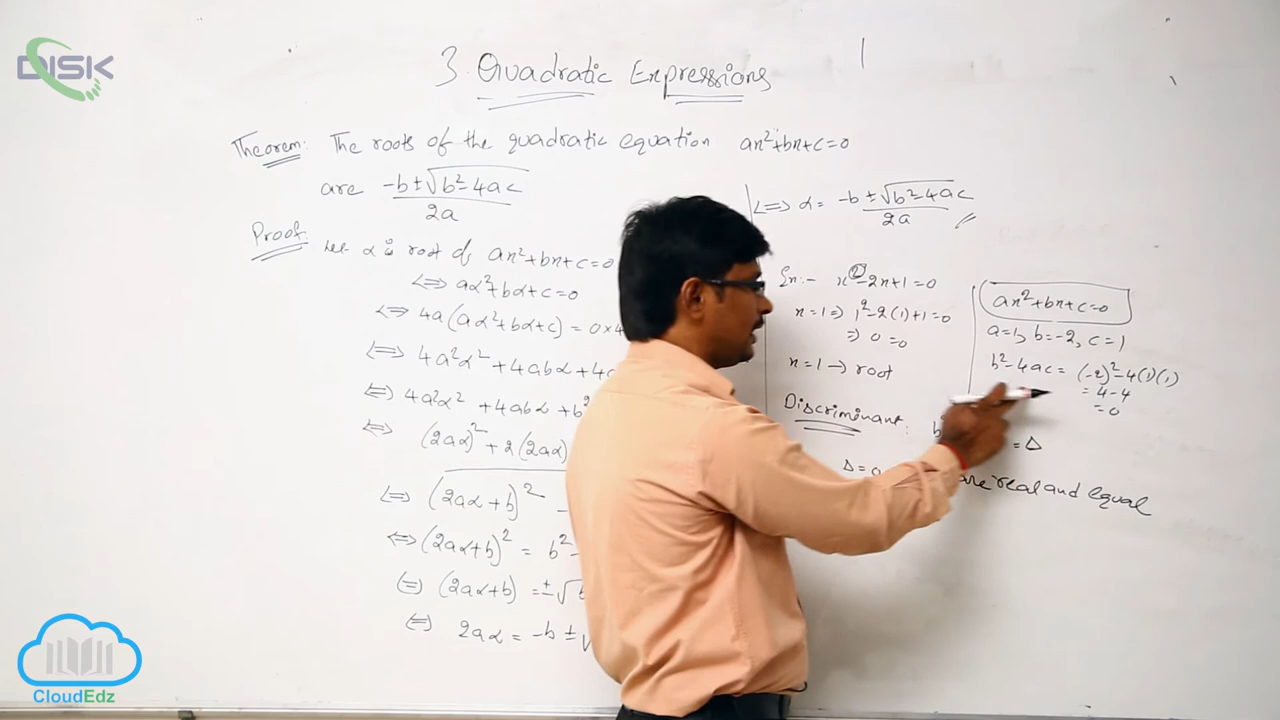 DISK
3 Quadratic Expressions
Theorem: The roots of the quadratic equation ax²+bx+c=0
are (-b±√(b²-4ac))/2a
Proof: Let α is root of ax²+bx+c=0
⇔ aα²+bα+c=0
⇔ 4a(aα²+bα+c) = 0×4
⇔ 4a²α²+4abα+4
⇔ 4a²α²+4abα+b²
⇔ (2aα)²+2(2aα)
⇔ (2aα+b)² -
⇔ (2aα+b)² = b²-
⇔ (2aα+b) = ±√
⇔ 2aα = -b ± √
⇔ α = (-b±√(b²-4ac))/2a
Ex:- x²-2x+1=0
x=1 ⇒ 1²-2(1)+1=0
⇒ 0=0
x=1 → root
Discriminant: = Δ
Δ=0 are real and equal
ax²+bx+c=0
a=1, b=-2, c=1
b²-4ac = (-2)²-4(1)(1)
= 4-4
=0
CloudEdz